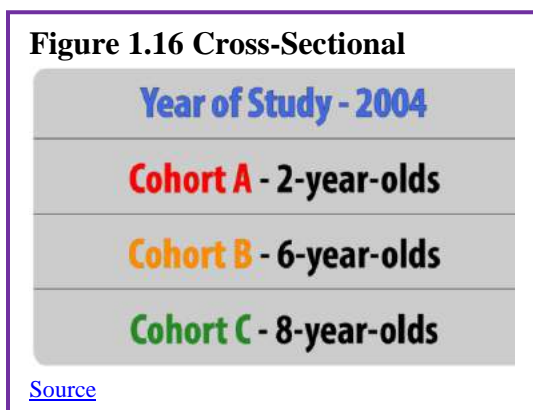 Figure 1.16 Cross-Sectional
Year of Study - 2004
Cohort A - 2-year-olds
Cohort B - 6-year-olds
Cohort C - 8-year-olds
Source